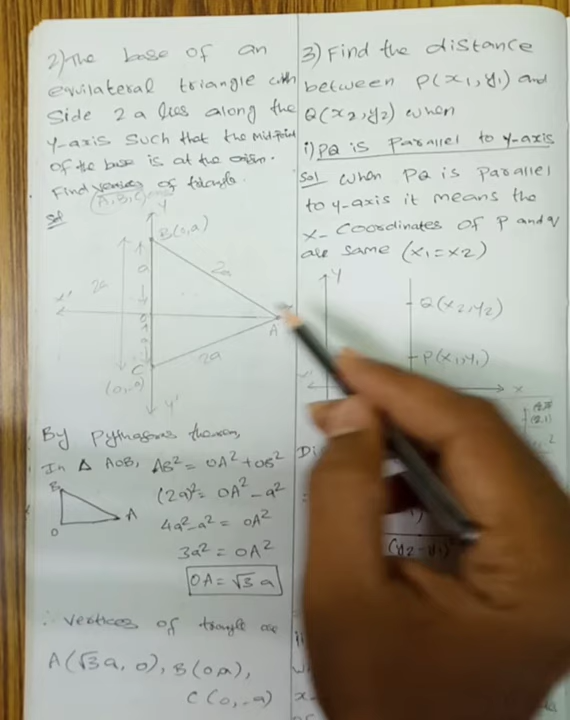 2) The base of an
equilateral triangle with
side 2a lies along the
y-axis such that the mid-point
of the base is at the origin.
Find vertices of triangle.
(A,B,C)
Sol
Y
B(0,a)
a
2a
2a
X'
0
A
a
C
2a
(0,-a)
Y'
By Pythagoras theorem,
In Δ AOB, AB² = OA² + OB²
B
(2a)² = OA² - a²
A
4a² - a² = OA²
O
3a² = OA²
OA = √3 a
∴ vertices of triangle are
A(√3a, 0), B(0,a),
C(0,-a)
3) Find the distance
between P(x₁,y₁) and
Q(x₂,y₂) when
i) PQ is parallel to y-axis
Sol When PQ is parallel
to y-axis it means the
x-coordinates of P and q
are same (x₁=x₂)
Y
Q(x₂,y₂)
P(x₁,y₁)
X'
X
Di
=
(y₂-y₁)